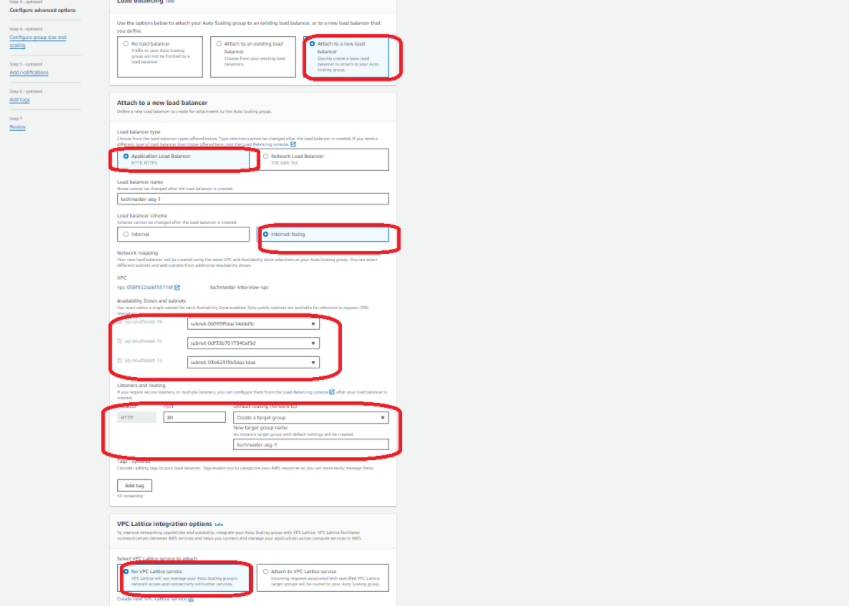 Step 3 - optional
Configure advanced options
Step 4 - optional
Configure group size and
scaling
Step 5 - optional
Add notifications
Step 6 - optional
Add tags
Step 7
Review
Load balancing Info
Use the options below to attach your Auto Scaling group to an existing load balancer, or to a new load balancer that
you define.
No load balancer
Traffic to your Auto Scaling
group will not be fronted by a
load balancer.
Attach to an existing load
balancer
Choose from your existing load
balancers.
Attach to a new load
balancer
Quickly create a basic load
balancer to attach to your Auto
Scaling group.
Attach to a new load balancer
Define a new load balancer to create for attachment to this Auto Scaling group.
Load balancer type
Choose from the load balancer types offered below. Type selection cannot be changed after the load balancer is created. If you need a
different type of load balancer than those offered here, visit the Load Balancing console.
Application Load Balancer
HTTP, HTTPS
Network Load Balancer
TCP, UDP, TLS
Load balancer name
Name cannot be changed after the load balancer is created.
techmaster-asg-1
Load balancer scheme
Scheme cannot be changed after the load balancer is created.
Internal
Internet-facing
Network mapping
Your new load balancer will be created using the same VPC and Availability Zone selections as your Auto Scaling group. You can select
different subnets and add subnets from additional Availability Zones.
VPC
techmaster-interview-vpc
Availability Zones and subnets
You must select a single subnet for each Availability Zone enabled. Only public subnets are available for selection to support DNS
Listeners and routing
If you require secure listeners, or multiple listeners, you can configure them from the Load Balancing console after your load balancer is
created.
Port
Default routing (forward to)
HTTP
80
Create a target group
New target group name
An instance target group with default settings will be created.
techmaster-asg-1
Tags - optional
Consider adding tags to your load balancer. Tags enable you to categorize your AWS resources so you can more easily manage them.
Add tag
50 remaining
VPC Lattice integration options Info
To improve networking capabilities and scalability, integrate your Auto Scaling group with VPC Lattice. VPC Lattice facilitates
communications between AWS services and helps you connect and manage your applications across compute services in AWS.
Select VPC Lattice service to attach
No VPC Lattice service
VPC Lattice will not manage your Auto Scaling group's
network access and connectivity with other services.
Attach to VPC Lattice service
Incoming requests associated with specified VPC Lattice
target groups will be routed to your Auto Scaling group.
Create new VPC Lattice service